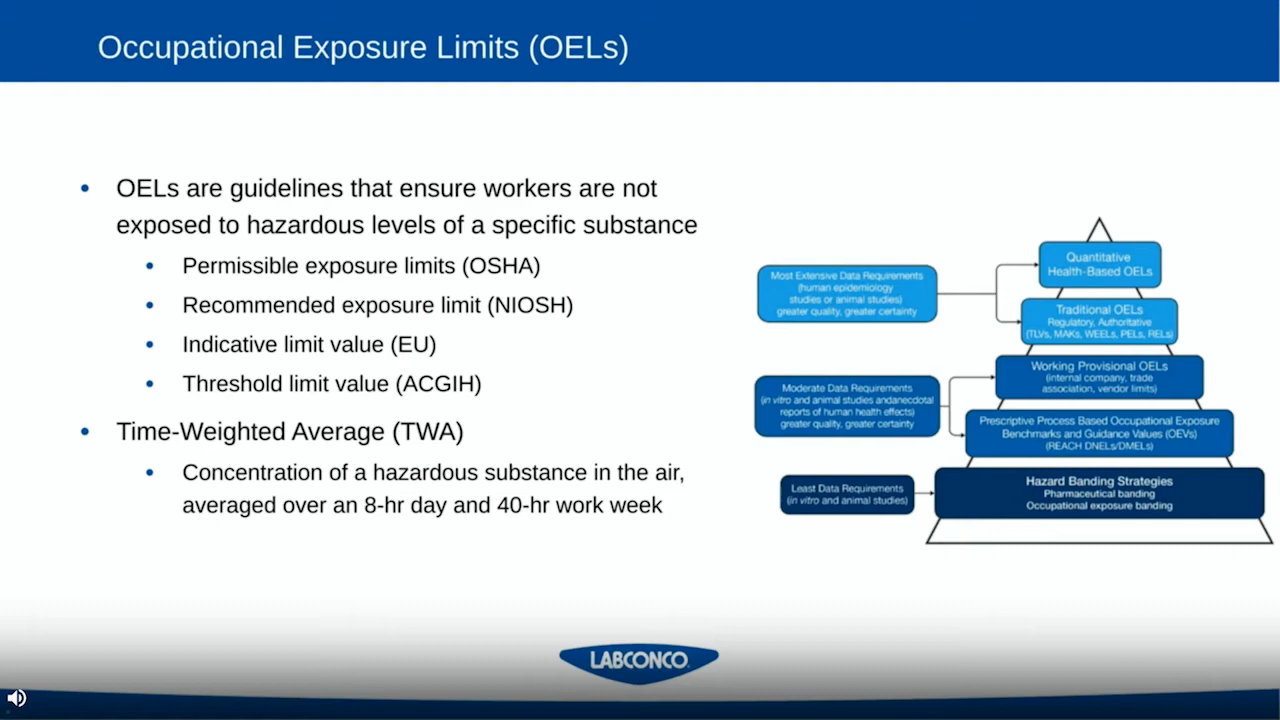 Occupational Exposure Limits (OELs)
• OELs are guidelines that ensure workers are not
exposed to hazardous levels of a specific substance
• Permissible exposure limits (OSHA)
• Recommended exposure limit (NIOSH)
• Indicative limit value (EU)
• Threshold limit value (ACGIH)
• Time-Weighted Average (TWA)
• Concentration of a hazardous substance in the air,
averaged over an 8-hr day and 40-hr work week
Most Extensive Data Requirements
(human epidemiology
studies or animal studies)
greater quality, greater certainty
Quantitative
Health-Based OELs
Traditional OELs
Regulatory, Authoritative
(TLVs, MAKs, WEELs, PELs, RELs)
Moderate Data Requirements
(in vitro and animal studies andanecdotal
reports of human health effects)
greater quality, greater certainty
Working Provisional OELs
(internal company, trade
association, vendor limits)
Prescriptive Process Based Occupational Exposure
Benchmarks and Guidance Values (OEVs)
(REACH DNELs/DMELs)
Least Data Requirements
(in vitro and animal studies)
Hazard Banding Strategies
Pharmaceutical banding
Occupational exposure banding
LABCONCO